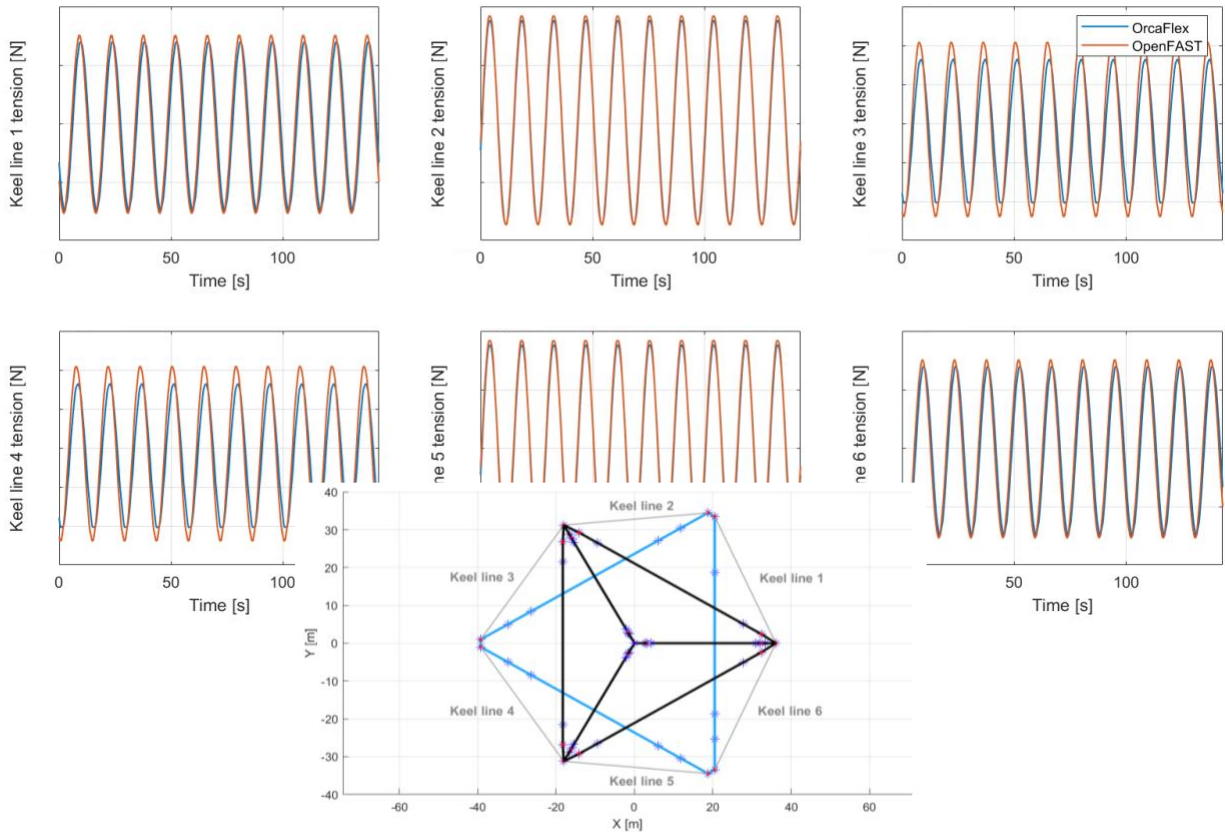 Keel line 1 tension [N]
0
50
100
Time [s]
Keel line 2 tension [N]
0
50
100
Time [s]
Keel line 3 tension [N]
OrcaFlex
OpenFAST
0
50
100
Time [s]
Keel line 4 tension [N]
0
50
Time [s]
ne 5 tension [N]
ne 6 tension [N]
50
100
Time [s]
Keel line 2
Keel line 3
Keel line 1
Keel line 4
Keel line 6
Keel line 5
40
30
20
10
0
-10
-20
-30
-40
Y [m]
-60
-40
-20
0
20
40
60
X [m]